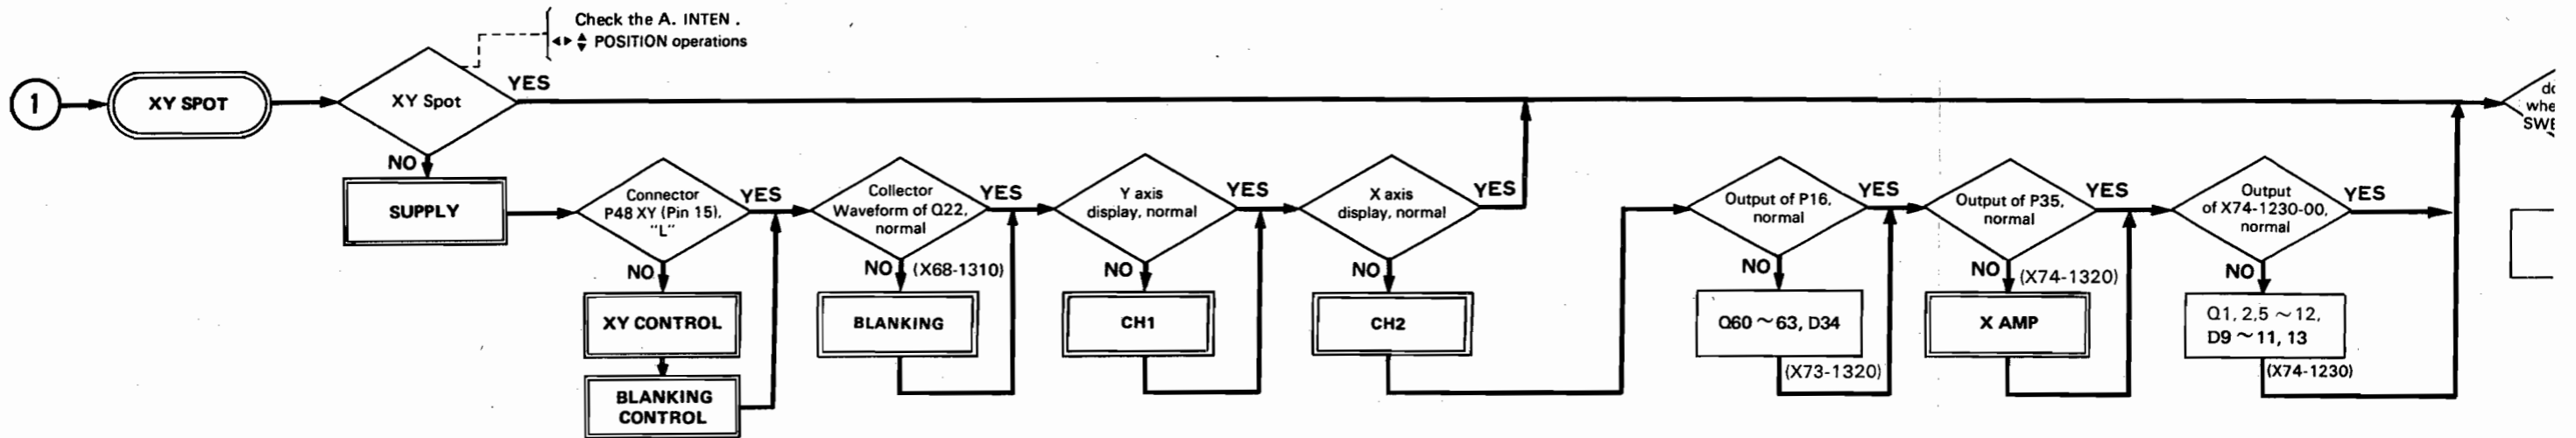 Check the A. INTEN .
◂▸ ▴▾ POSITION operations
1
XY SPOT
XY Spot
YES
NO
SUPPLY
Connector
P48 XY (Pin 15),
"L"
YES
NO
XY CONTROL
BLANKING
CONTROL
Collector
Waveform of Q22,
normal
YES
NO
(X68-1310)
BLANKING
Y axis
display, normal
YES
NO
CH1
X axis
display, normal
YES
NO
CH2
Output of P16,
normal
YES
NO
Q60 ~ 63, D34
(X73-1320)
Output of P35,
normal
YES
NO
(X74-1320)
X AMP
Output
of X74-1230-00,
normal
YES
NO
Q1, 2,5 ~ 12,
D9 ~ 11, 13
(X74-1230)